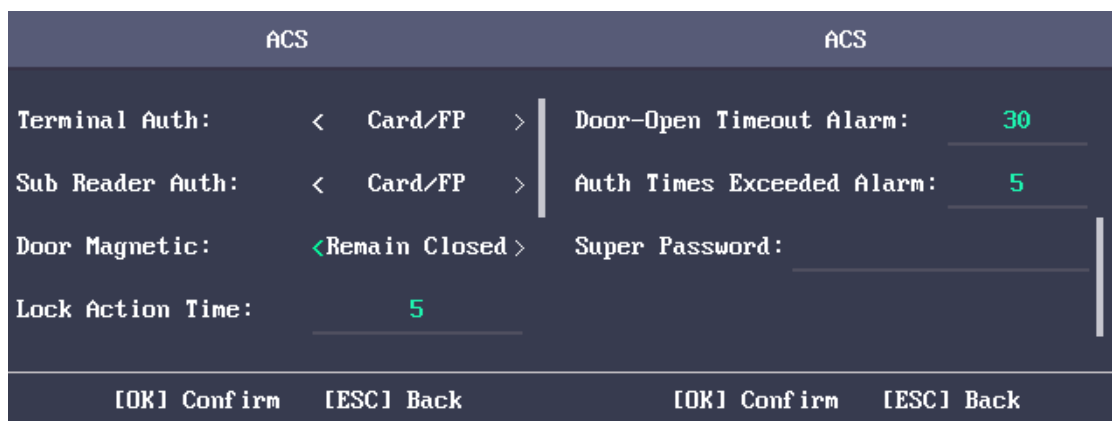 ACS
Terminal Auth: < Card/FP >
Sub Reader Auth: < Card/FP >
Door Magnetic: <Remain Closed>
Lock Action Time: 5
[OK] Confirm [ESC] Back
ACS
Door-Open Timeout Alarm: 30
Auth Times Exceeded Alarm: 5
Super Password:
[OK] Confirm [ESC] Back